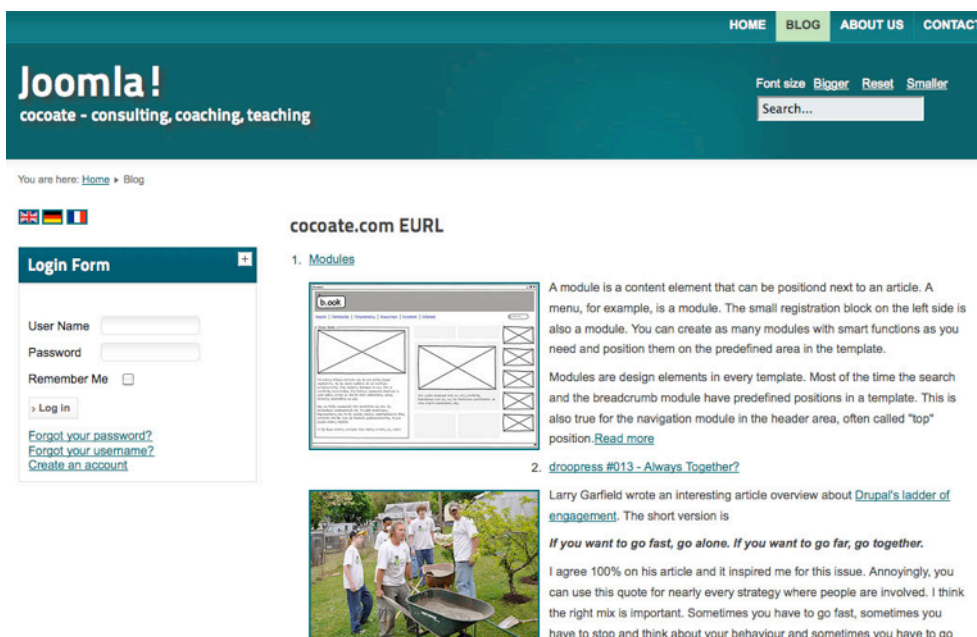 HOME BLOG ABOUT US CONTACT
Joomla!
cocoate - consulting, coaching, teaching
Font size Bigger Reset Smaller
Search...
You are here: Home ▸ Blog
cocoate.com EURL
Login Form
User Name
Password
Remember Me
› Log in
Forgot your password?
Forgot your username?
Create an account
1. Modules
b.ook
A module is a content element that can be positiond next to an article. A
menu, for example, is a module. The small registration block on the left side is
also a module. You can create as many modules with smart functions as you
need and position them on the predefined area in the template.
Modules are design elements in every template. Most of the time the search
and the breadcrumb module have predefined positions in a template. This is
also true for the navigation module in the header area, often called "top"
position.Read more
2. droopress #013 - Always Together?
Larry Garfield wrote an interesting article overview about Drupal's ladder of
engagement. The short version is
If you want to go fast, go alone. If you want to go far, go together.
I agree 100% on his article and it inspired me for this issue. Annoyingly, you
can use this quote for nearly every strategy where people are involved. I think
the right mix is important. Sometimes you have to go fast, sometimes you
have to stop and think about your behaviour and sometimes you have to go